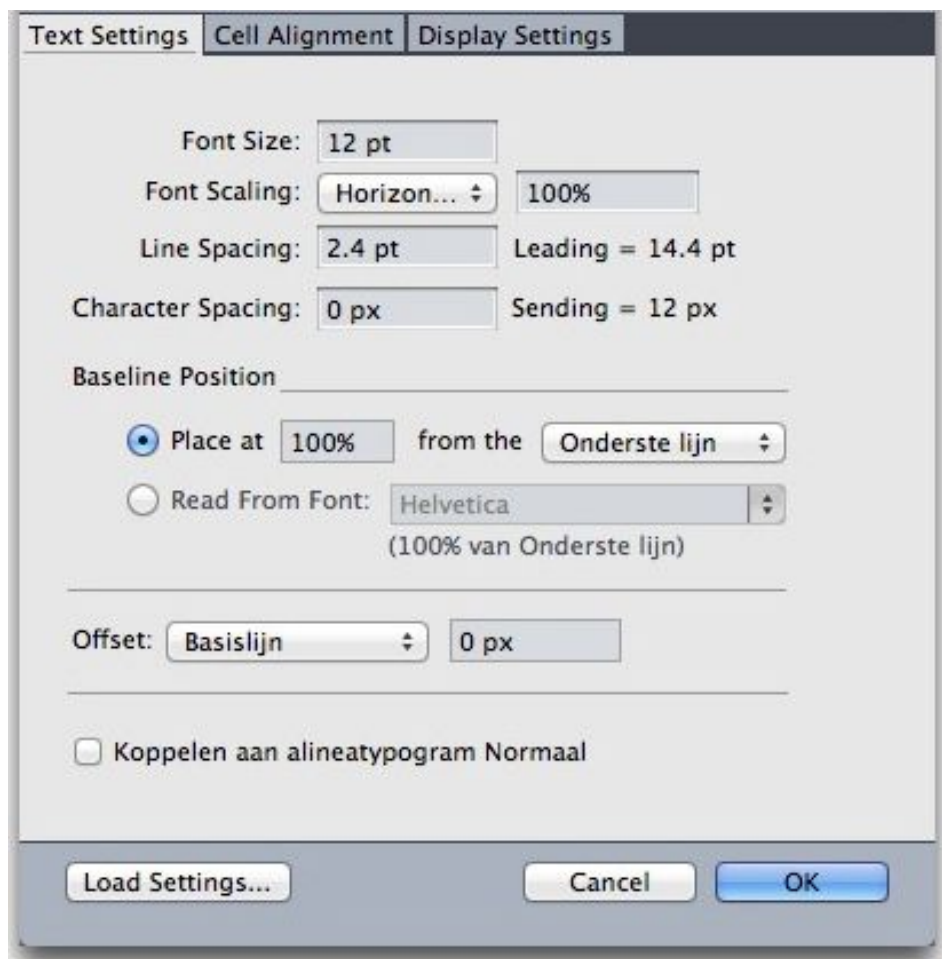 Text Settings Cell Alignment Display Settings
Font Size: 12 pt
Font Scaling: Horizon... 100%
Line Spacing: 2.4 pt Leading = 14.4 pt
Character Spacing: 0 px Sending = 12 px
Baseline Position
Place at 100% from the Onderste lijn
Read From Font: Helvetica
(100% van Onderste lijn)
Offset: Basislijn 0 px
Koppelen aan alineatypogram Normaal
Load Settings... Cancel OK